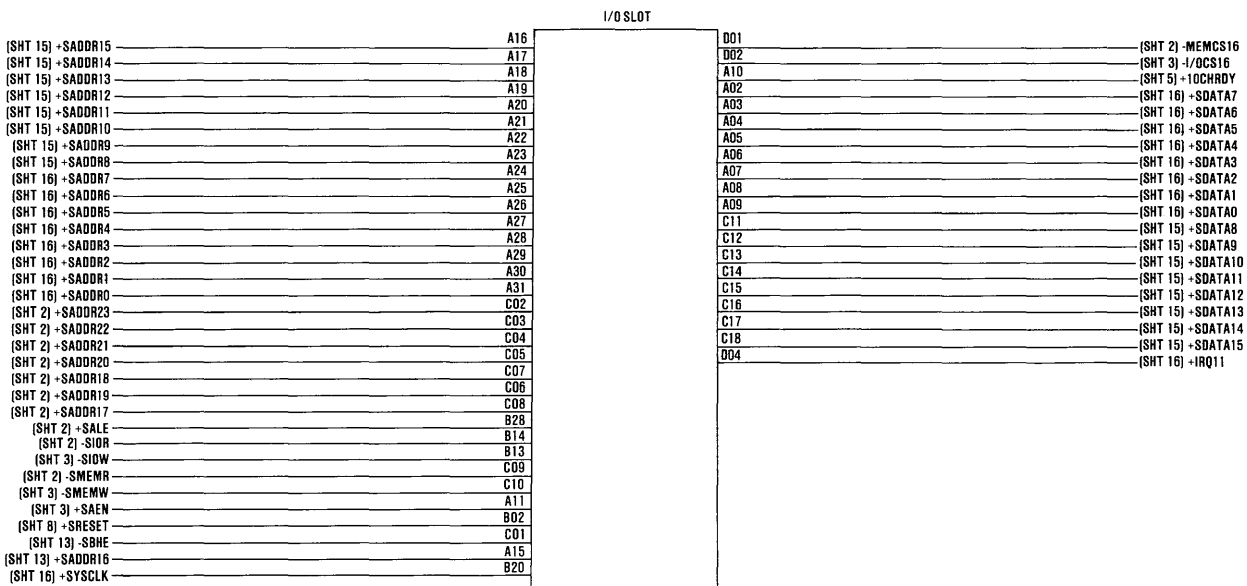 I/O SLOT
(SHT 15) +SADDR15 A16 D01 (SHT 2) -MEMCS16
(SHT 15) +SADDR14 A17 D02 (SHT 3) -I/OCS16
(SHT 15) +SADDR13 A18 A10 (SHT 5) +10CHRDY
(SHT 15) +SADDR12 A19 A02 (SHT 16) +SDATA7
(SHT 15) +SADDR11 A20 A03 (SHT 16) +SDATA6
(SHT 15) +SADDR10 A21 A04 (SHT 16) +SDATA5
(SHT 15) +SADDR9 A22 A05 (SHT 16) +SDATA4
(SHT 15) +SADDR8 A23 A06 (SHT 16) +SDATA3
(SHT 16) +SADDR7 A24 A07 (SHT 16) +SDATA2
(SHT 16) +SADDR6 A25 A08 (SHT 16) +SDATA1
(SHT 16) +SADDR5 A26 A09 (SHT 16) +SDATA0
(SHT 16) +SADDR4 A27 C11 (SHT 15) +SDATA8
(SHT 16) +SADDR3 A28 C12 (SHT 15) +SDATA9
(SHT 16) +SADDR2 A29 C13 (SHT 15) +SDATA10
(SHT 16) +SADDR1 A30 C14 (SHT 15) +SDATA11
(SHT 16) +SADDR0 A31 C15 (SHT 15) +SDATA12
(SHT 2) +SADDR23 C02 C16 (SHT 15) +SDATA13
(SHT 2) +SADDR22 C03 C17 (SHT 15) +SDATA14
(SHT 2) +SADDR21 C04 C18 (SHT 15) +SDATA15
(SHT 2) +SADDR20 C05 D04 (SHT 16) +IRQ11
(SHT 2) +SADDR18 C07
(SHT 2) +SADDR19 C06
(SHT 2) +SADDR17 C08
(SHT 2) +SALE B28
(SHT 2) -SIOR B14
(SHT 3) -SIOW B13
(SHT 2) -SMEMR C09
(SHT 3) -SMEMW C10
(SHT 3) +SAEN A11
(SHT 8) +SRESET B02
(SHT 13) -SBHE C01
(SHT 13) +SADDR16 A15
(SHT 16) +SYSCLK B20